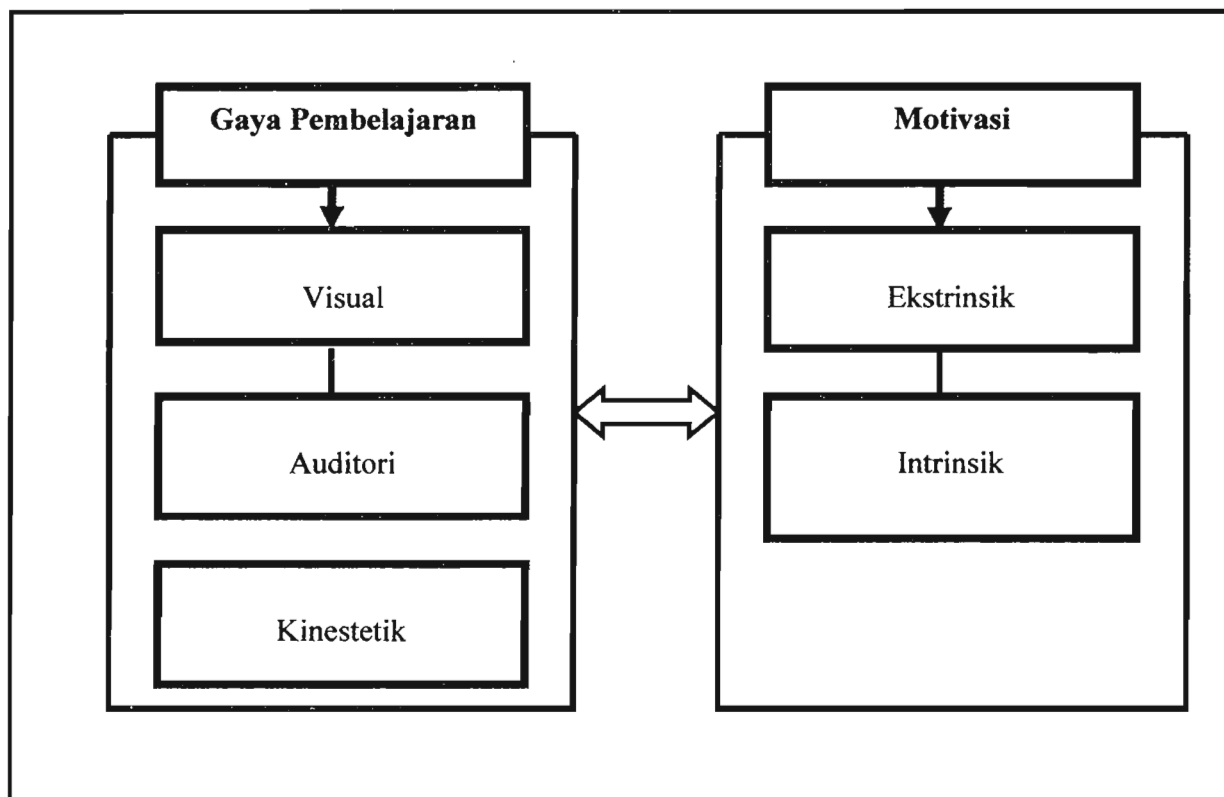 Gaya Pembelajaran
Visual
Auditori
Kinestetik
Motivasi
Ekstrinsik
Intrinsik